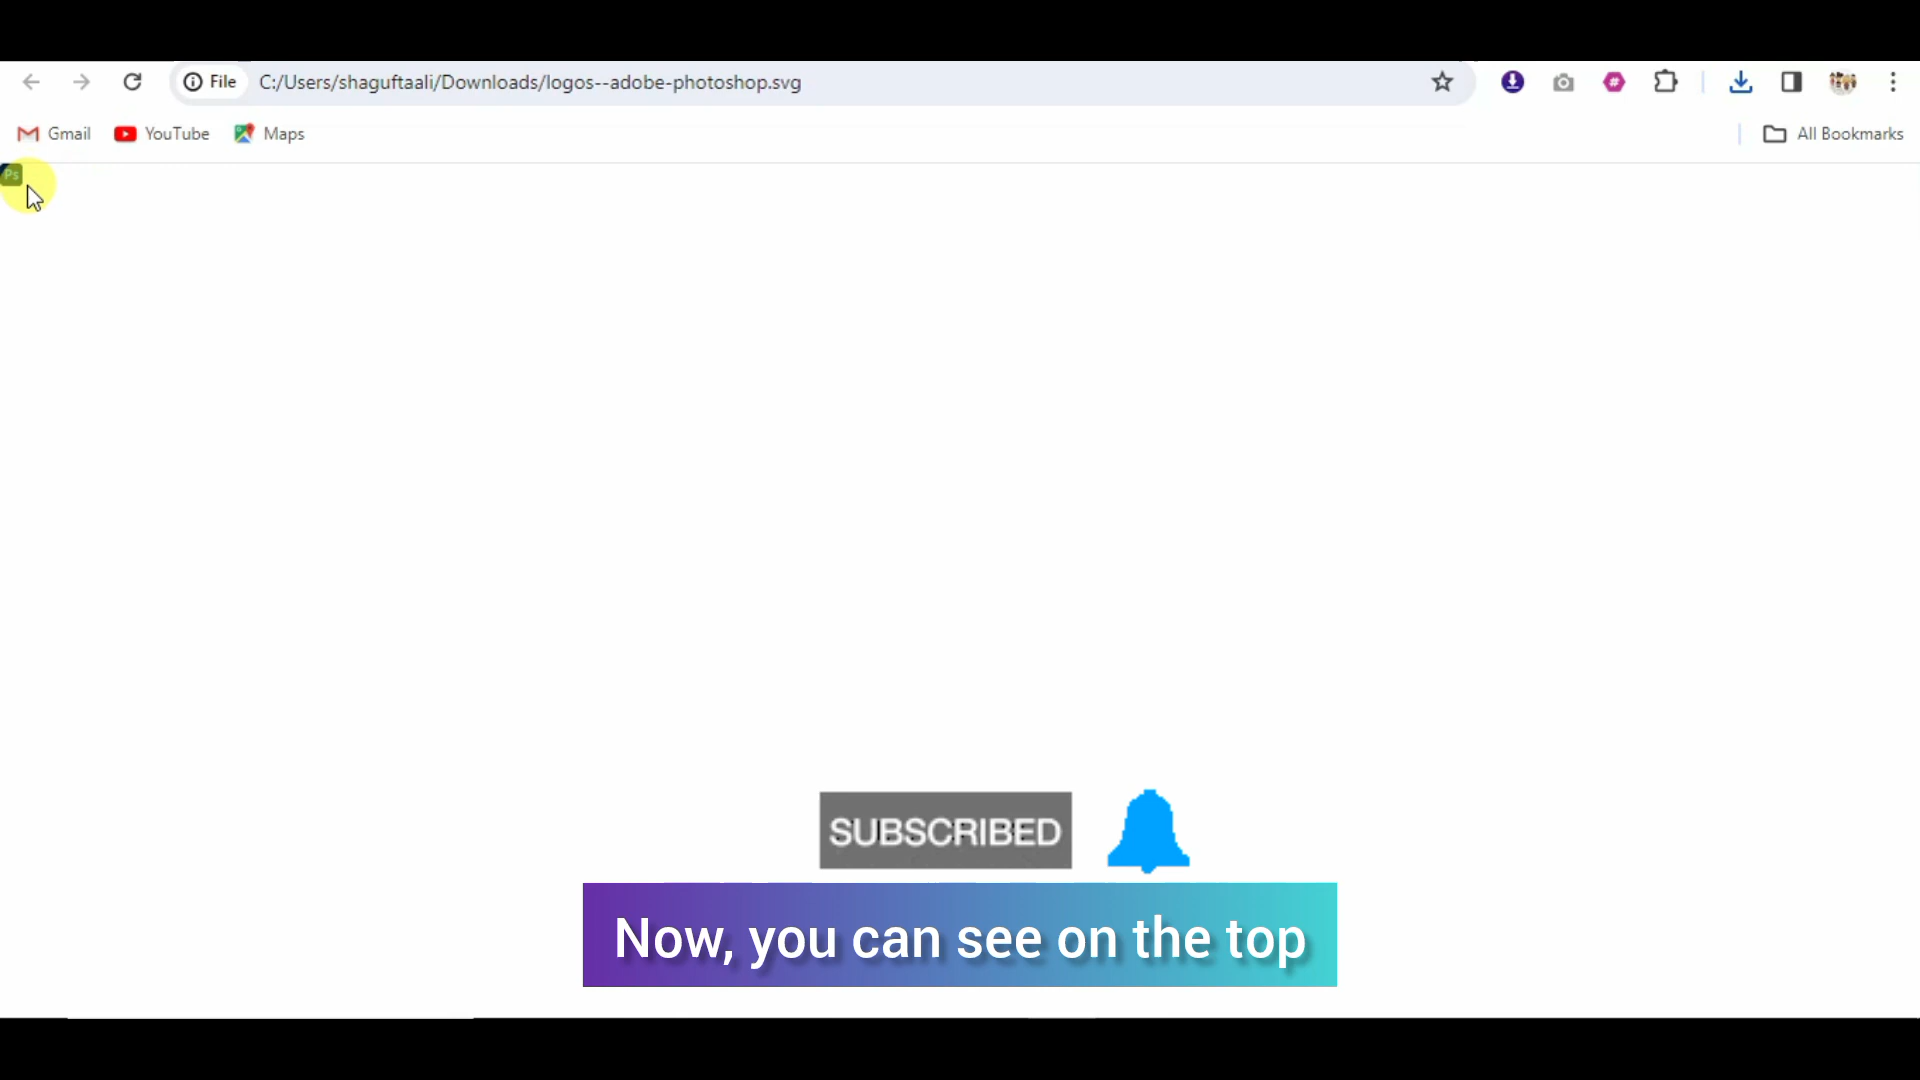 File C:/Users/shaguftaali/Downloads/logos--adobe-photoshop.svg
#
Gmail YouTube Maps All Bookmarks
Ps
SUBSCRIBED
Now, you can see on the top